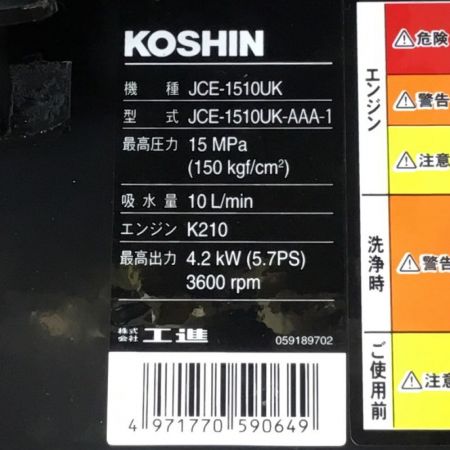 KOSHIN
機種 JCE-1510UK
型式 JCE-1510UK-AAA-1
最高圧力 15 MPa
(150 kgf/cm²)
吸水量 10 L/min
エンジン K210
最高出力 4.2 kW (5.7PS)
3600 rpm
株式会社 工進
059189702
4 971770 590649
エンジン
危険
警告
注意
洗浄時
警告
ご使用前
注意